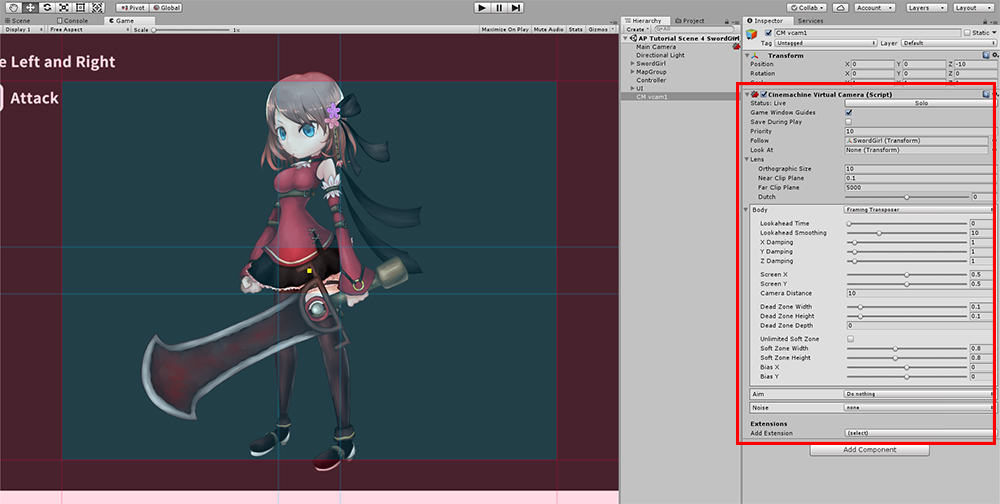 Pivot Global Collab Account Layers Layout
Scene Console Game
Display 1 Free Aspect Scale 1x Maximize On Play Mute Audio Stats Gizmos
e Left and Right
Attack
Hierarchy Project
Create All
AP Tutorial Scene 4 SwordGirl
Main Camera
Directional Light
SwordGirl
MapGroup
Controller
UI
CM vcam1
Inspector Services
CM vcam1 Static
Tag Untagged Layer Default
Transform
Position X 0 Y 0 Z -10
Rotation X 0 Y 0 Z 0
Cinemachine Virtual Camera (Script)
Status: Live Solo
Game Window Guides
Save During Play
Priority 10
Follow SwordGirl (Transform)
Look At None (Transform)
Lens
Orthographic Size 10
Near Clip Plane 0.1
Far Clip Plane 5000
Dutch 0
Body Framing Transposer
Lookahead Time 0
Lookahead Smoothing 10
X Damping 1
Y Damping 1
Z Damping 1
Screen X 0.5
Screen Y 0.5
Camera Distance 10
Dead Zone Width 0.1
Dead Zone Height 0.1
Dead Zone Depth 0
Unlimited Soft Zone
Soft Zone Width 0.8
Soft Zone Height 0.8
Bias X 0
Bias Y 0
Aim Do nothing
Noise none
Extensions
Add Extension (select)
Add Component